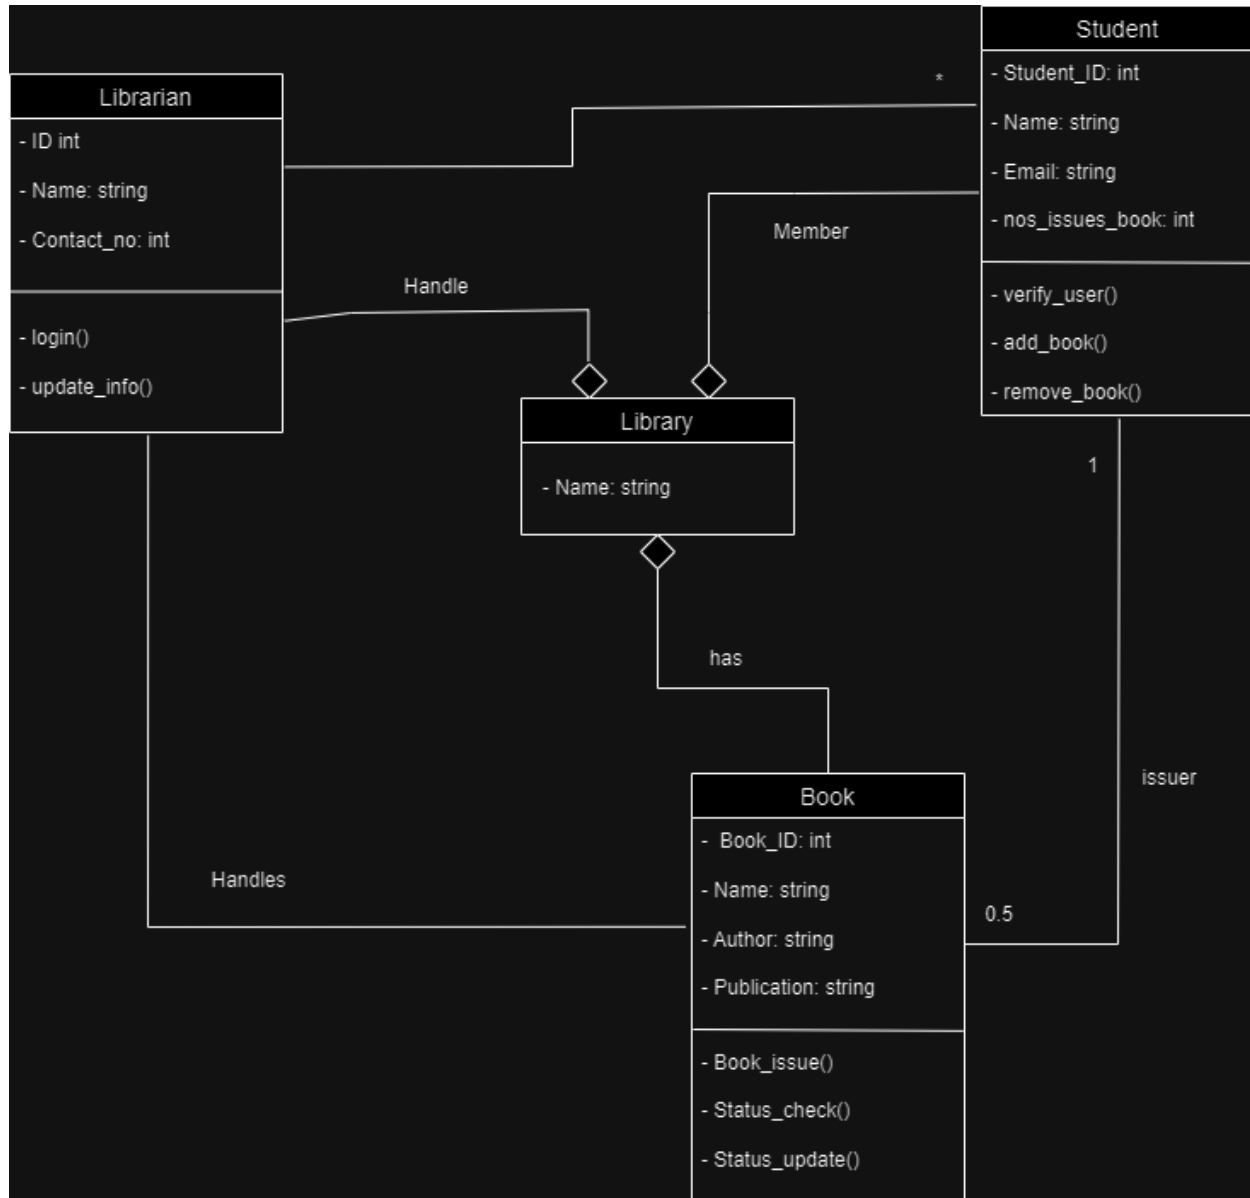 Student
- Student_ID: int
- Name: string
- Email: string
- nos_issues_book: int
- verify_user()
- add_book()
- remove_book()
*
Librarian
- ID int
- Name: string
- Contact_no: int
- login()
- update_info()
Member
Handle
Library
- Name: string
1
has
issuer
Book
- Book_ID: int
- Name: string
- Author: string
- Publication: string
- Book_issue()
- Status_check()
- Status_update()
Handles
0.5